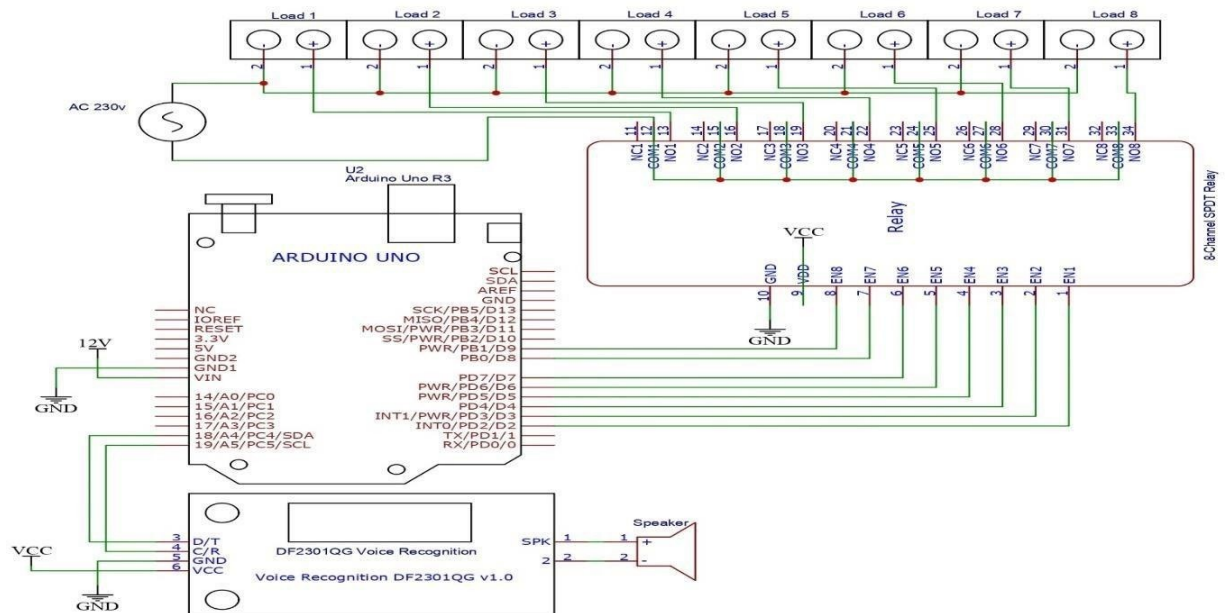 Load 1 Load 2 Load 3 Load 4 Load 5 Load 6 Load 7 Load 8
- + - + - + - + - + - + - + - +
2 1 2 1 2 1 2 1 2 1 2 1 2 1 2 1
AC 230v
11 12 13 14 15 16 17 18 19 20 21 22 23 24 25 26 27 28 29 30 31 32 33 34
NC1 COM1 NO1 NC2 COM2 NO2 NC3 COM3 NO3 NC4 COM4 NO4 NC5 COM5 NO5 NC6 COM6 NO6 NC7 COM7 NO7 NC8 COM8 NO8
Relay
8-Channel SPDT Relay
VCC
GND VDD EN8 EN7 EN6 EN5 EN4 EN3 EN2 EN1
10 9 8 7 6 5 4 3 2 1
GND
U2
Arduino Uno R3
ARDUINO UNO
SCL
SDA
AREF
GND
SCK/PB5/D13
MISO/PB4/D12
MOSI/PWR/PB3/D11
SS/PWR/PB2/D10
PWR/PB1/D9
PB0/D8
PD7/D7
PWR/PD6/D6
PWR/PD5/D5
PD4/D4
INT1/PWR/PD3/D3
INT0/PD2/D2
TX/PD1/1
RX/PD0/0
NC
IOREF
RESET
3.3V
5V
GND2
GND1
VIN
14/A0/PC0
15/A1/PC1
16/A2/PC2
17/A3/PC3
18/A4/PC4/SDA
19/A5/PC5/SCL
12V
GND
3 D/T
4 C/R
5 GND
6 VCC
VCC
GND
DF2301QG Voice Recognition
Voice Recognition DF2301QG v1.0
SPK 1 1 +
2 2 2 -
Speaker